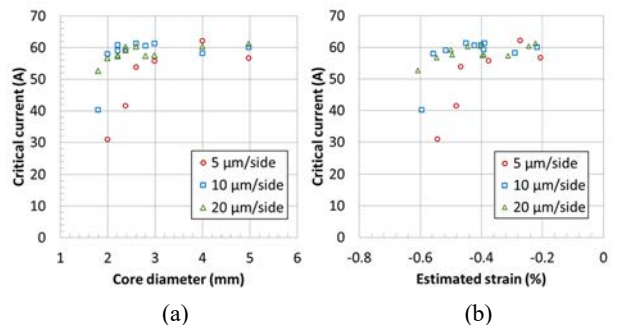 70
60
50
40
30
20
10
0
Critical current (A)
5 μm/side
10 μm/side
20 μm/side
1 2 3 4 5 6
Core diameter (mm)
(a)
70
60
50
40
30
20
10
0
Critical current (A)
5 μm/side
10 μm/side
20 μm/side
-0.8 -0.6 -0.4 -0.2 0
Estimated strain (%)
(b)